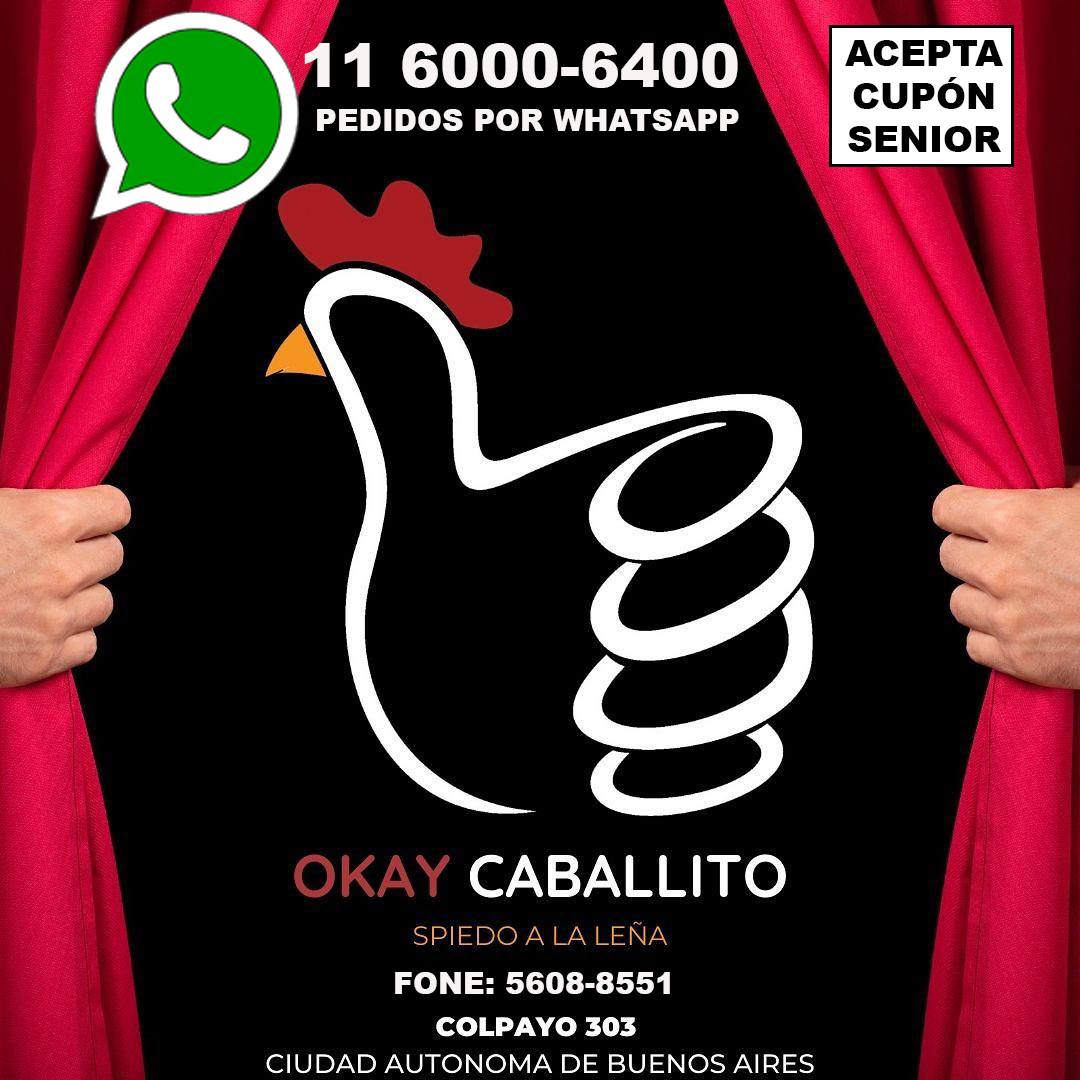 11 6000-6400
PEDIDOS POR WHATSAPP
ACEPTA
CUPÓN
SENIOR
OKAY CABALLITO
SPIEDO A LA LEÑA
FONE: 5608-8551
COLPAYO 303
CIUDAD AUTONOMA DE BUENOS AIRES